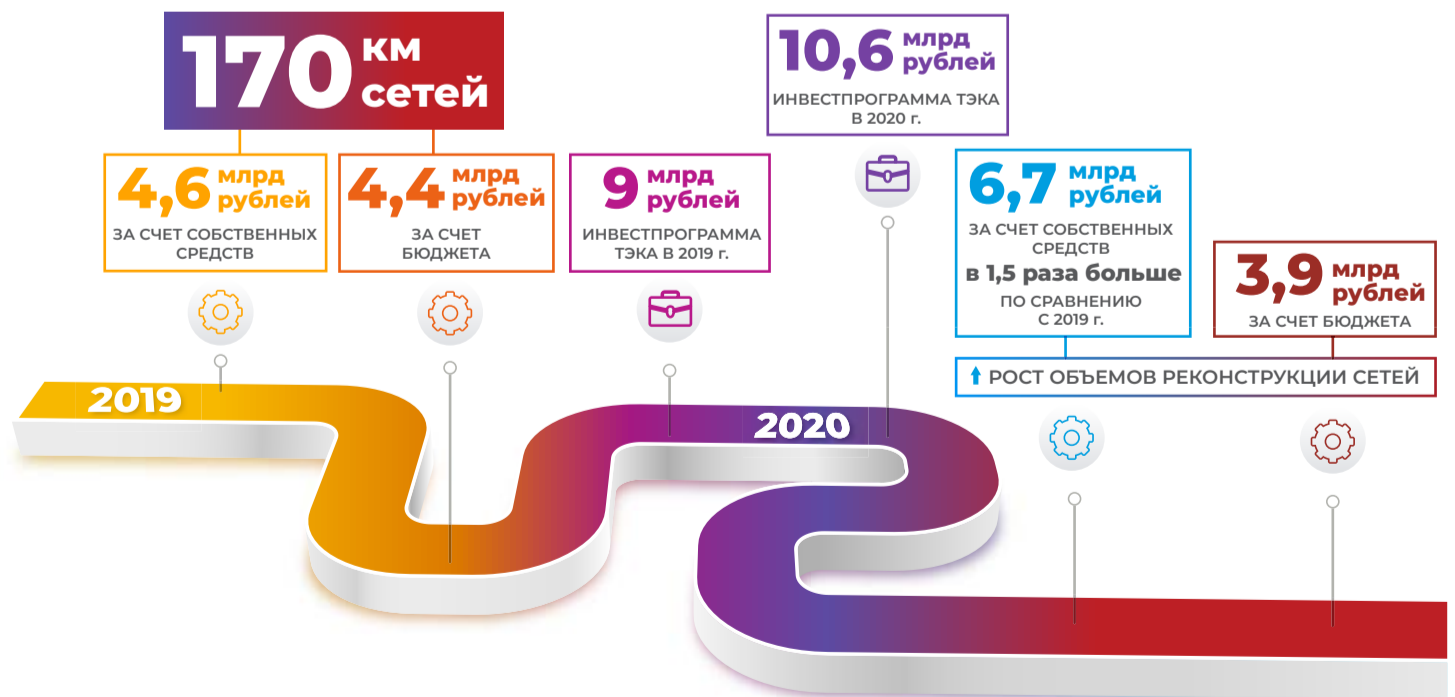 170 км
сетей
4,6 млрд
рублей
ЗА СЧЕТ СОБСТВЕННЫХ
СРЕДСТВ
4,4 млрд
рублей
ЗА СЧЕТ
БЮДЖЕТА
9 млрд
рублей
ИНВЕСТПРОГРАММА
ТЭКА В 2019 г.
10,6 млрд
рублей
ИНВЕСТПРОГРАММА ТЭКА
В 2020 г.
6,7 млрд
рублей
ЗА СЧЕТ СОБСТВЕННЫХ
СРЕДСТВ
в 1,5 раза больше
ПО СРАВНЕНИЮ
С 2019 г.
3,9 млрд
рублей
ЗА СЧЕТ БЮДЖЕТА
РОСТ ОБЪЕМОВ РЕКОНСТРУКЦИИ СЕТЕЙ
2019
2020